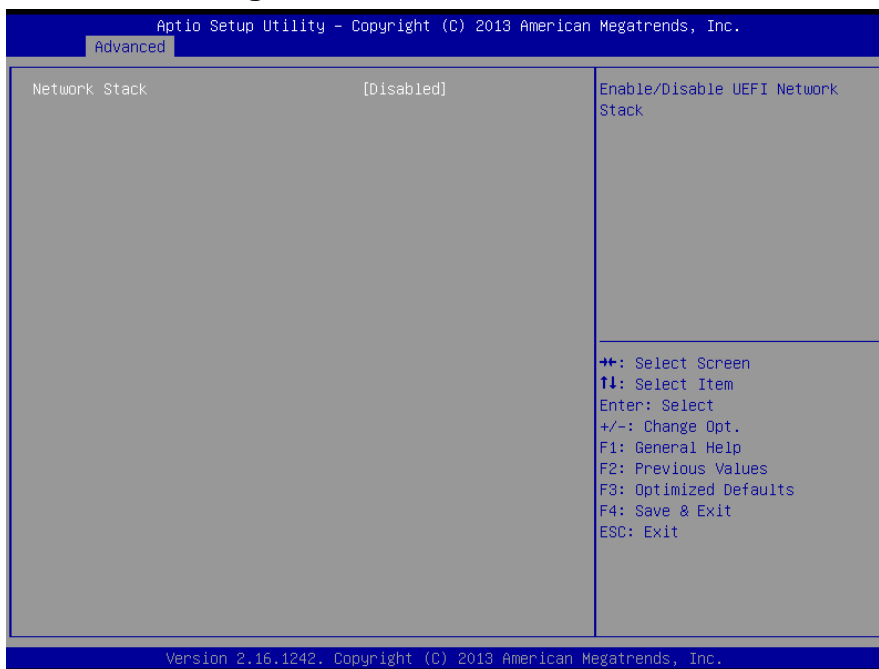 Aptio Setup Utility – Copyright (C) 2013 American Megatrends, Inc.
Advanced
Network Stack [Disabled]
Enable/Disable UEFI Network
Stack
→←: Select Screen
↑↓: Select Item
Enter: Select
+/-: Change Opt.
F1: General Help
F2: Previous Values
F3: Optimized Defaults
F4: Save & Exit
ESC: Exit
Version 2.16.1242. Copyright (C) 2013 American Megatrends, Inc.